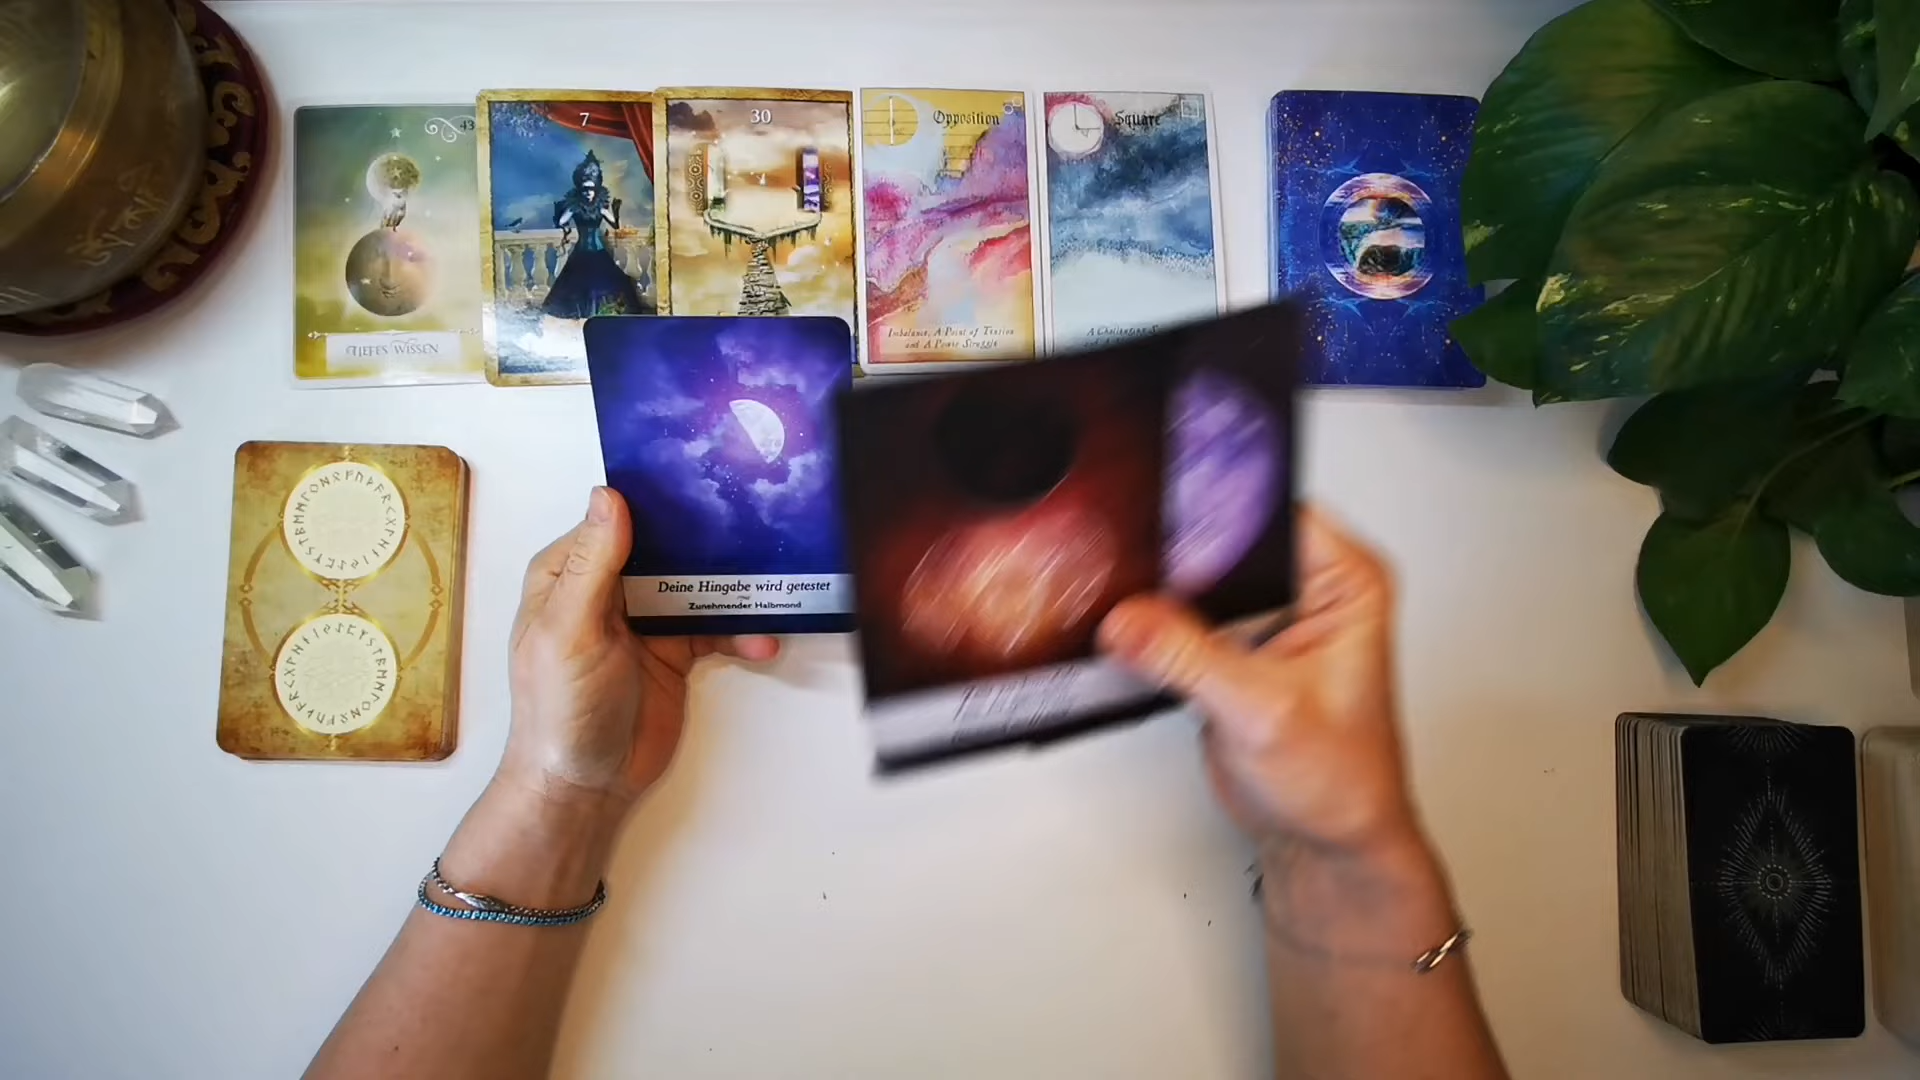 43
TIEFES WISSEN
7
30
Opposition
Imbalance, A Point of Tension
and A Power Struggle
Square
A Challenging
Deine Hingabe wird getestet
Zunehmender Halbmond